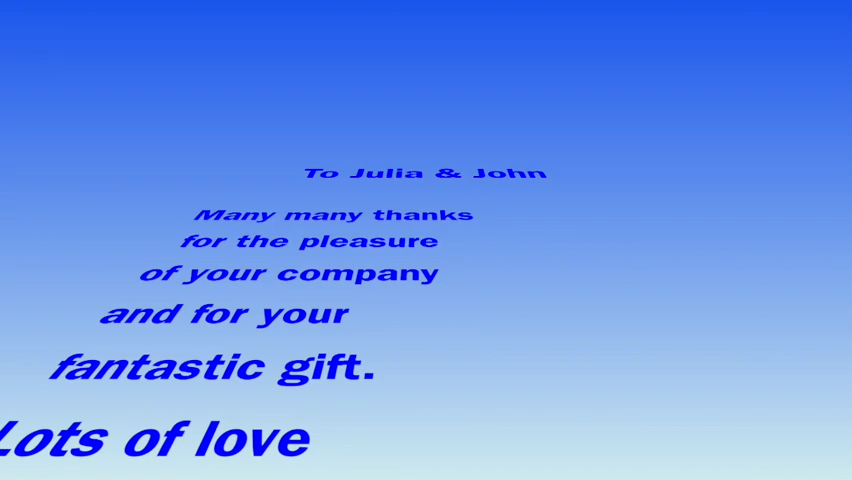 To Julia & John
Many many thanks
for the pleasure
of your company
and for your
fantastic gift.
Lots of love